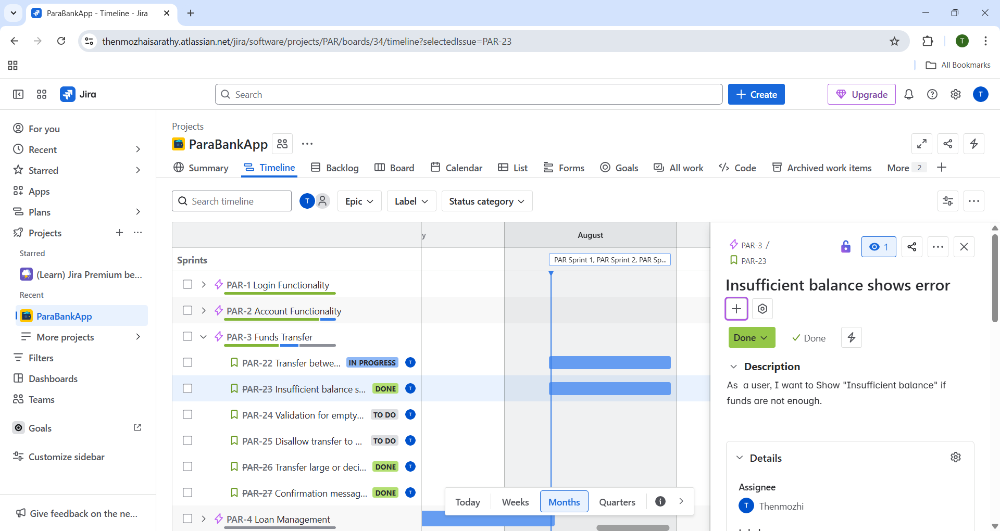 ParaBankApp - Timeline - Jira
thenmozhaisarathy.atlassian.net/jira/software/projects/PAR/boards/34/timeline?selectedIssue=PAR-23
T
All Bookmarks
Jira
Search
Create
Upgrade
T
For you
Recent
Starred
Apps
Plans
Projects
Starred
(Learn) Jira Premium be...
Recent
ParaBankApp
More projects
Filters
Dashboards
Teams
Goals
Customize sidebar
Give feedback on the ne...
Projects
ParaBankApp
Summary Timeline Backlog Board Calendar List Forms Goals All work Code Archived work items More 2
Search timeline T Epic Label Status category
y August
Sprints PAR Sprint 1, PAR Sprint 2, PAR Sp...
PAR-1 Login Functionality
PAR-2 Account Functionality
PAR-3 Funds Transfer
PAR-22 Transfer betwe... IN PROGRESS T
PAR-23 Insufficient balance s... DONE T
PAR-24 Validation for empty... TO DO T
PAR-25 Disallow transfer to ... TO DO T
PAR-26 Transfer large or deci... DONE T
PAR-27 Confirmation messag... DONE T
PAR-4 Loan Management
Today Weeks Months Quarters
PAR-3 /
PAR-23
1
Insufficient balance shows error
Done Done
Description
As a user, I want to Show "Insufficient balance" if
funds are not enough.
Details
Assignee
T Thenmozhi